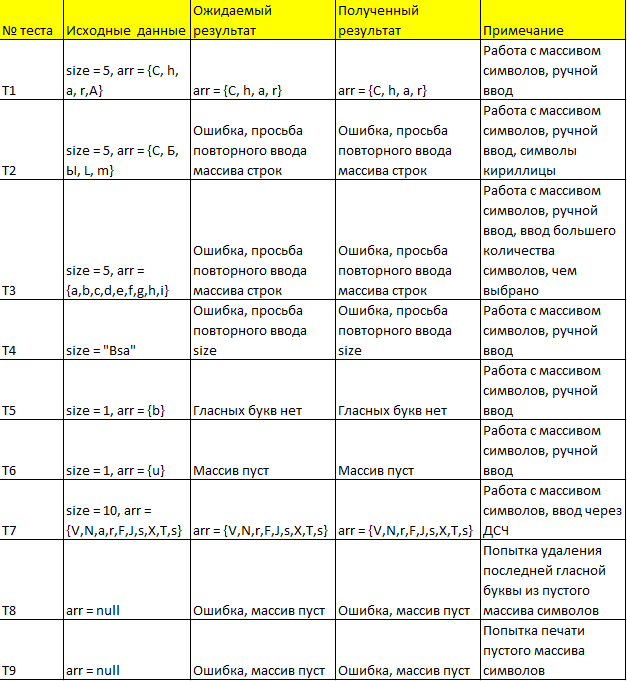 № теста
Исходные данные
Ожидаемый
результат
Полученный
результат
Примечание
T1
size = 5, arr = {C, h,
a, r,A}
arr = {C, h, a, r}
arr = {C, h, a, r}
Работа с массивом
символов, ручной
ввод
T2
size = 5, arr = {C, Б,
Ы, L, m}
Ошибка, просьба
повторного ввода
массива строк
Ошибка, просьба
повторного ввода
массива строк
Работа с массивом
символов, ручной
ввод, символы
кириллицы
T3
size = 5, arr =
{a,b,c,d,e,f,g,h,i}
Ошибка, просьба
повторного ввода
массива строк
Ошибка, просьба
повторного ввода
массива строк
Работа с массивом
символов, ручной
ввод, ввод большего
количества
символов, чем
выбрано
T4
size = "Bsa"
Ошибка, просьба
повторного ввода
size
Ошибка, просьба
повторного ввода
size
Работа с массивом
символов, ручной
ввод
T5
size = 1, arr = {b}
Гласных букв нет
Гласных букв нет
Работа с массивом
символов, ручной
ввод
T6
size = 1, arr = {u}
Массив пуст
Массив пуст
Работа с массивом
символов, ручной
ввод
T7
size = 10, arr =
{V,N,a,r,F,J,s,X,T,s}
arr = {V,N,r,F,J,s,X,T,s}
arr = {V,N,r,F,J,s,X,T,s}
Работа с массивом
символов, ввод через
ДСЧ
T8
arr = null
Ошибка, массив пуст
Ошибка, массив пуст
Попытка удаления
последней гласной
буквы из пустого
массива символов
T9
arr = null
Ошибка, массив пуст
Ошибка, массив пуст
Попытка печати
пустого массива
символов